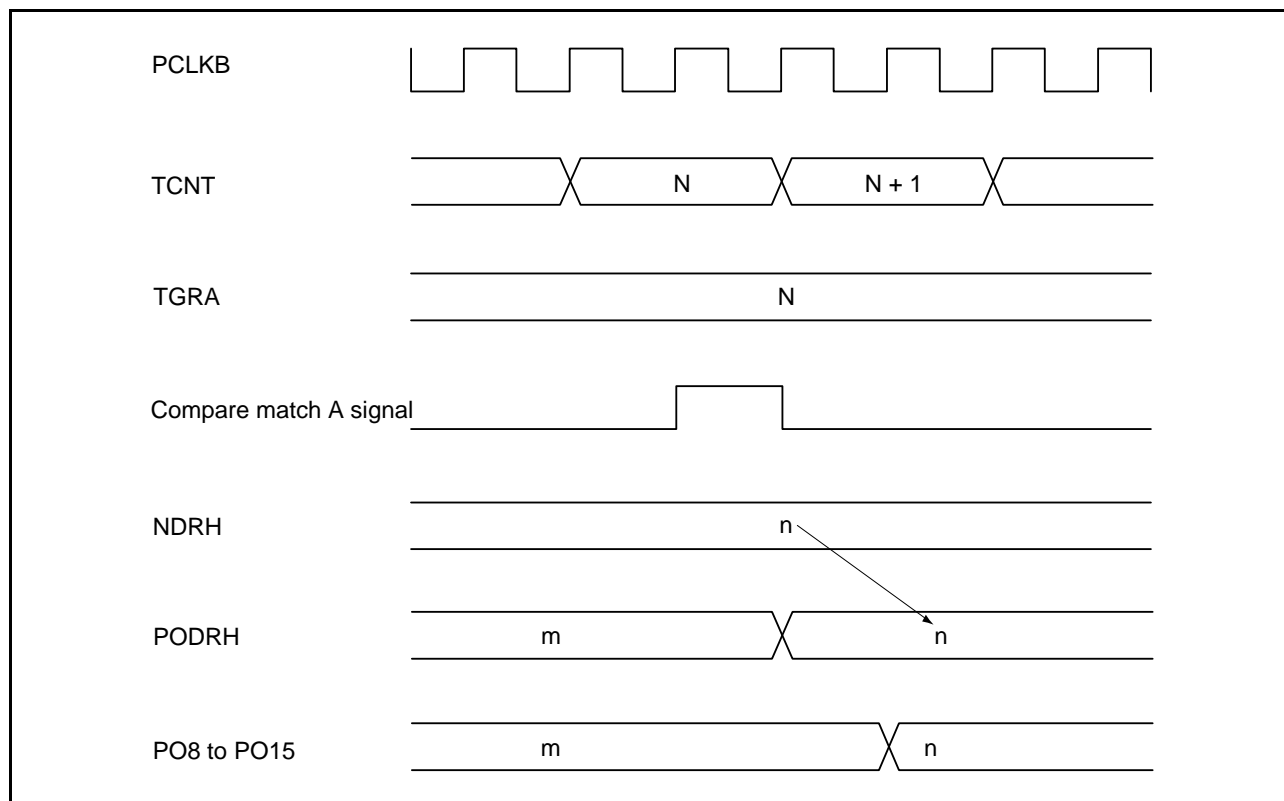 PCLKB
TCNT N N + 1
TGRA N
Compare match A signal
NDRH n
PODRH m n
PO8 to PO15 m n